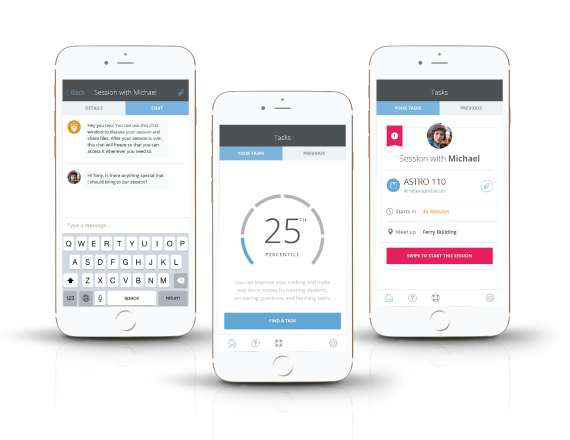 Back Session with Michael
DETAILS CHAT
Hey you two! You can use this chat
window to discuss your session and
share files. After your session is over
this chat will freeze so that you can
access it whenever you need to.
Hi Tony, is there anything special that
I should bring to our session?
Type a message ...
Q W E R T Y U I O P
A S D F G H J K L
Z X C V B N M
123 space return
Tasks
YOUR TASKS PREVIOUS
25TH
PERCENTILE
You can improve your ranking and make
way more money by tutoring students,
answering questions, and finishing tasks.
FIND A TASK
Tasks
YOUR TASKS PREVIOUS
Session with Michael
ASTRO 110
#milleniumfalcon
Starts in 45 Minutes
Meet up Ferry Building
SWIPE TO START THIS SESSION